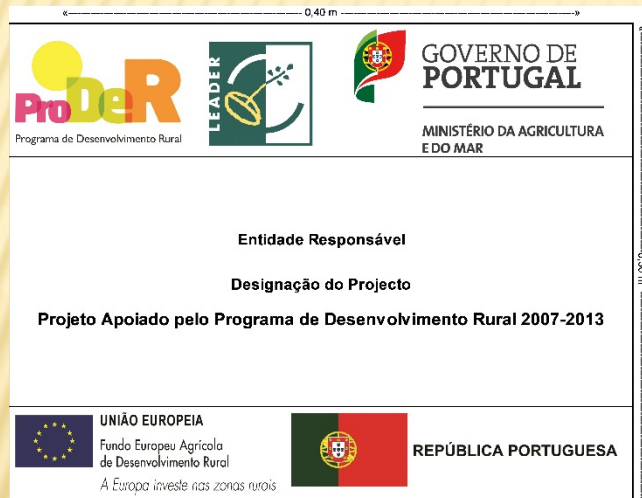 «------- 0,40 m -------»
ProDeR
Programa de Desenvolvimento Rural
LEADER
GOVERNO DE
PORTUGAL
MINISTÉRIO DA AGRICULTURA
E DO MAR
Entidade Responsável
Designação do Projecto
Projeto Apoiado pelo Programa de Desenvolvimento Rural 2007-2013
UNIÃO EUROPEIA
Fundo Europeu Agrícola
de Desenvolvimento Rural
A Europa investe nas zonas rurais
REPÚBLICA PORTUGUESA